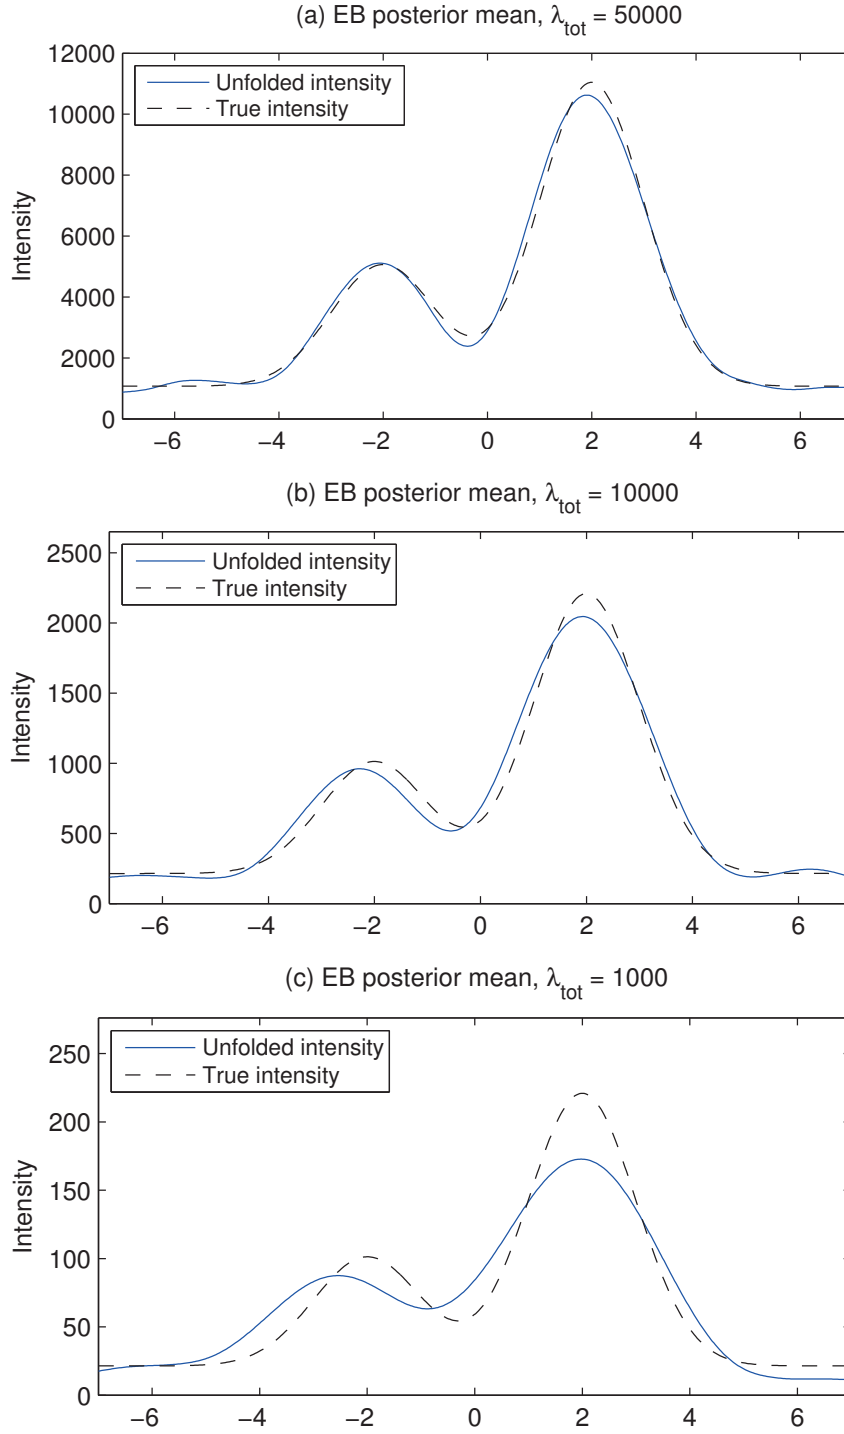 (a) EB posterior mean, λtot = 50000
Unfolded intensity
True intensity
Intensity
12000
10000
8000
6000
4000
2000
0
−6 −4 −2 0 2 4 6
(b) EB posterior mean, λtot = 10000
Unfolded intensity
True intensity
Intensity
2500
2000
1500
1000
500
0
−6 −4 −2 0 2 4 6
(c) EB posterior mean, λtot = 1000
Unfolded intensity
True intensity
Intensity
250
200
150
100
50
0
−6 −4 −2 0 2 4 6